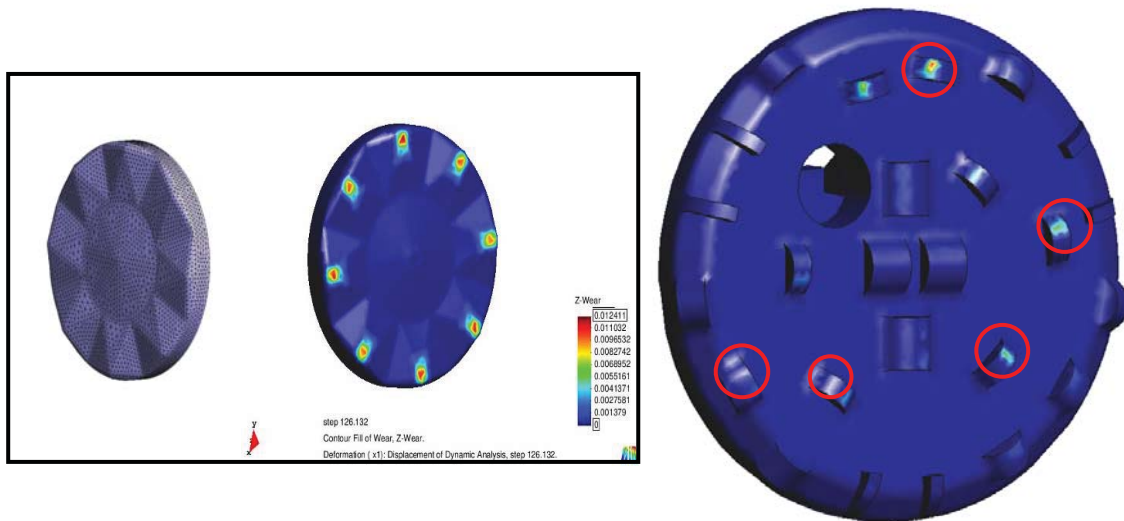 Z-Wear
0.012411
0.011032
0.0096532
0.0082742
0.0068952
0.0055161
0.0041371
0.0027581
0.001379
0
y
x
step 126.132
Contour Fill of Wear, Z-Wear.
Deformation ( x1): Displacement of Dynamic Analysis, step 126.132.